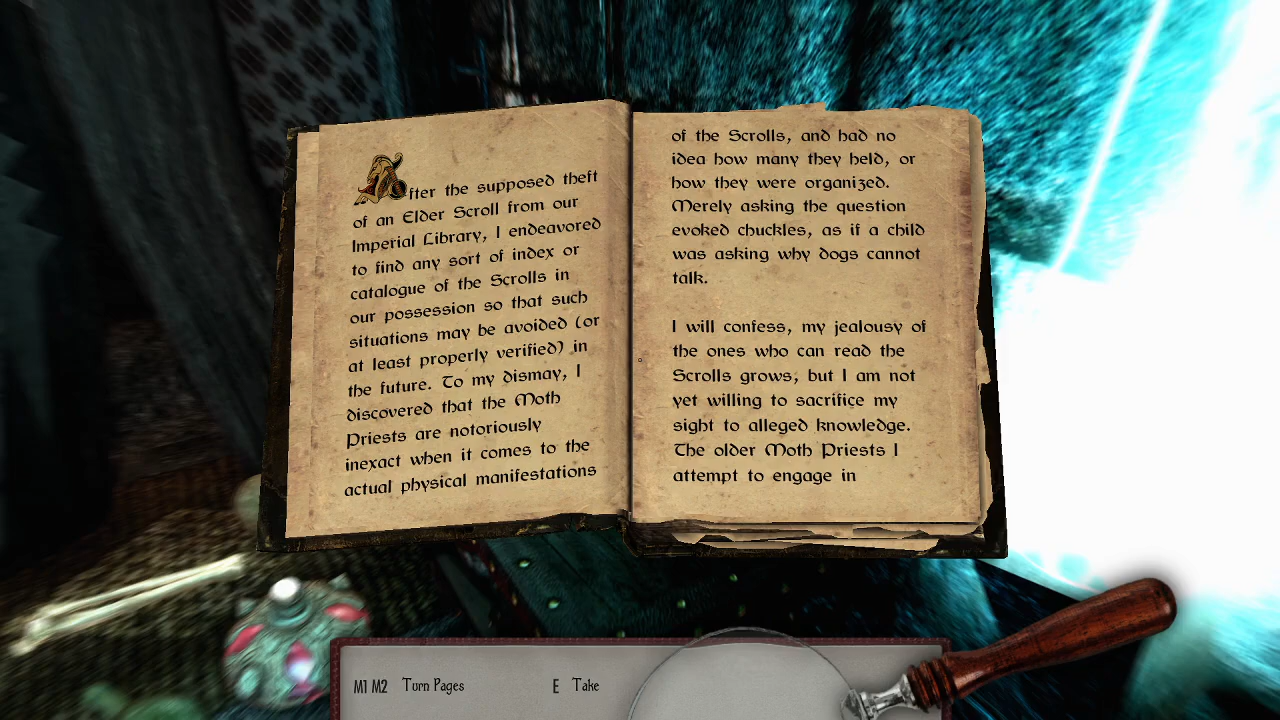 After the supposed theft
of an Elder Scroll from our
Imperial Library, I endeavored
to find any sort of index or
catalogue of the Scrolls in
our possession so that such
situations may be avoided (or
at least properly verified) in
the future. To my dismay, I
discovered that the Moth
Priests are notoriously
inexact when it comes to the
actual physical manifestations
of the Scrolls, and had no
idea how many they held, or
how they were organized.
Merely asking the question
evoked chuckles, as if a child
was asking why dogs cannot
talk.
I will confess, my jealousy of
the ones who can read the
Scrolls grows, but I am not
yet willing to sacrifice my
sight to alleged knowledge.
The older Moth Priests I
attempt to engage in
M1 M2 Turn Pages E Take